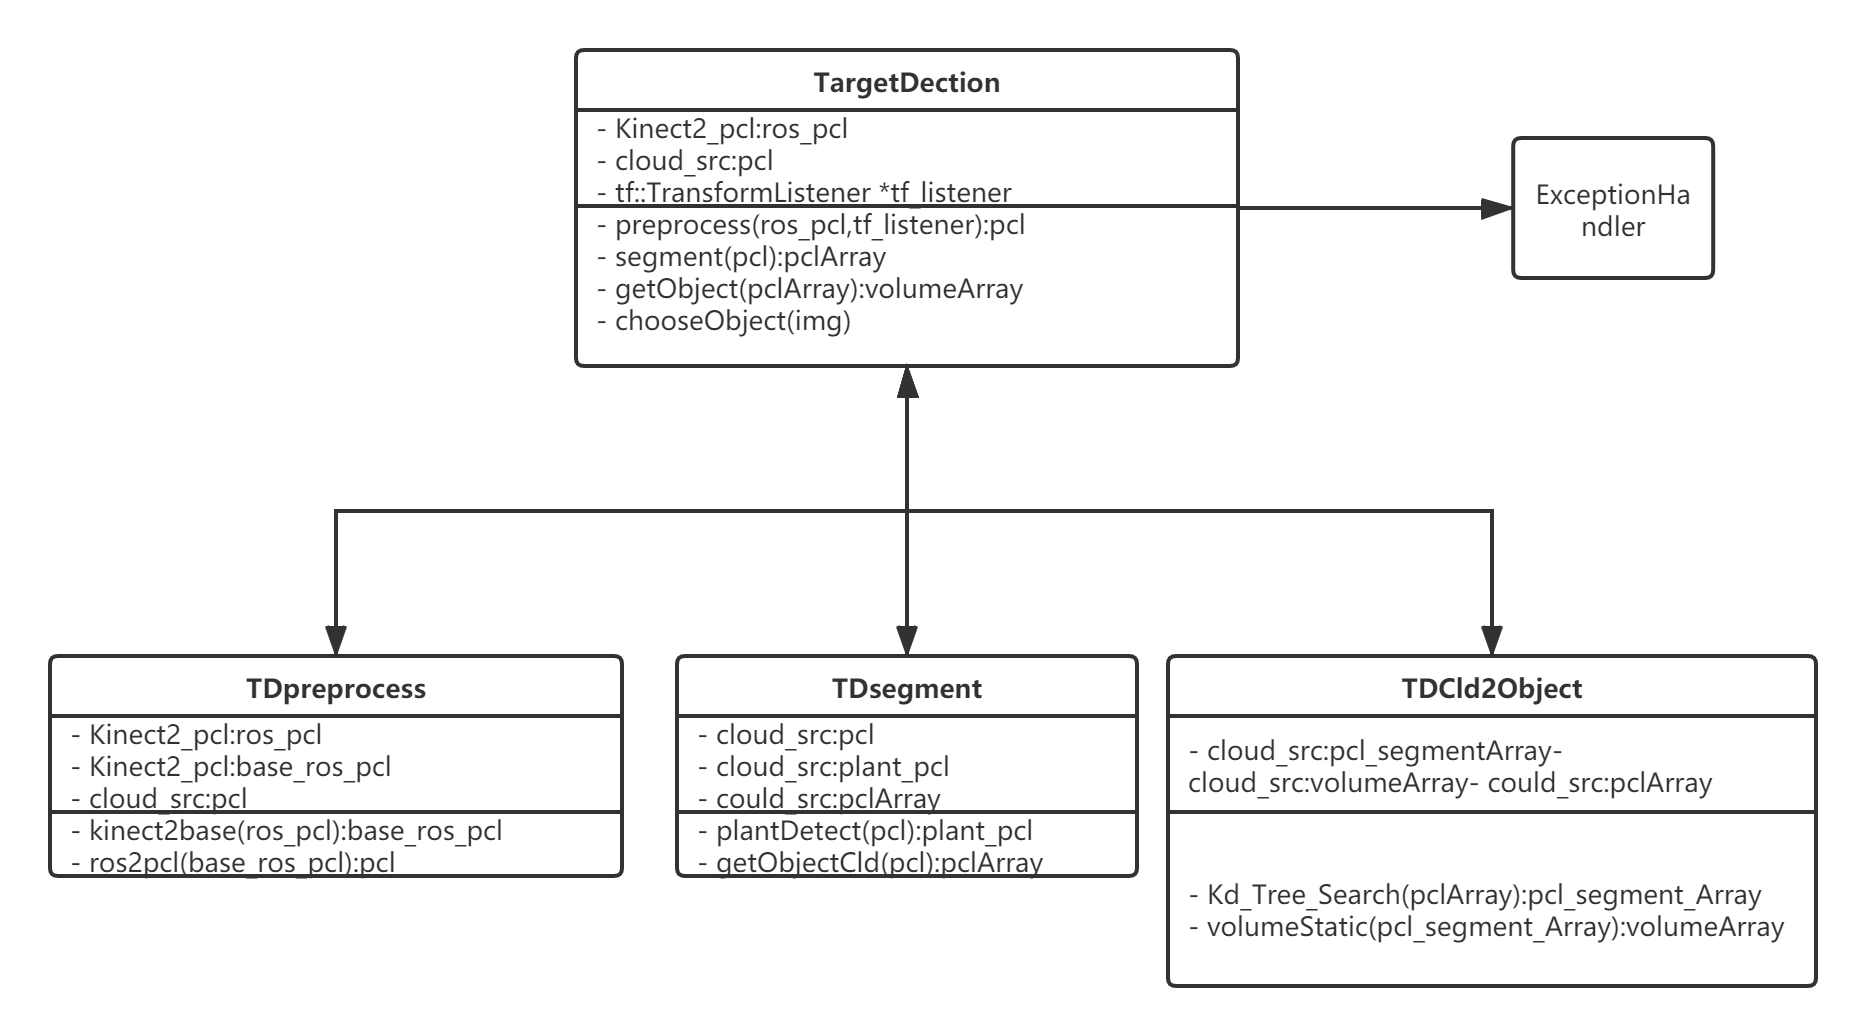 TargetDection
- Kinect2_pcl:ros_pcl
- cloud_src:pcl
- tf::TransformListener *tf_listener
- preprocess(ros_pcl,tf_listener):pcl
- segment(pcl):pclArray
- getObject(pclArray):volumeArray
- chooseObject(img)
ExceptionHa
ndler
TDpreprocess
- Kinect2_pcl:ros_pcl
- Kinect2_pcl:base_ros_pcl
- cloud_src:pcl
- kinect2base(ros_pcl):base_ros_pcl
- ros2pcl(base_ros_pcl):pcl
TDsegment
- cloud_src:pcl
- cloud_src:plant_pcl
- could_src:pclArray
- plantDetect(pcl):plant_pcl
- getObjectCld(pcl):pclArray
TDCld2Object
- cloud_src:pcl_segmentArray-
cloud_src:volumeArray- could_src:pclArray
- Kd_Tree_Search(pclArray):pcl_segment_Array
- volumeStatic(pcl_segment_Array):volumeArray